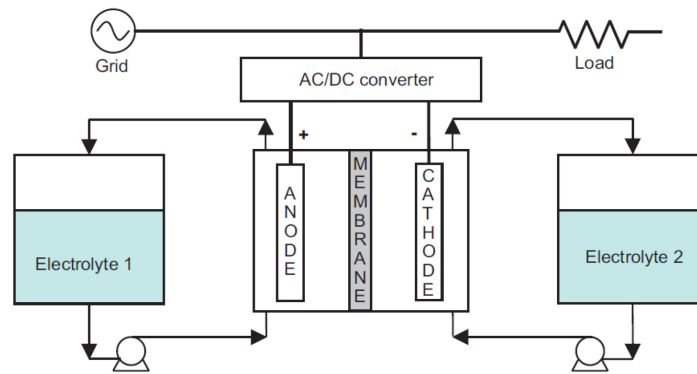 Grid
Load
AC/DC converter
+
-
ANODE
MEMBRANE
CATHODE
Electrolyte 1
Electrolyte 2